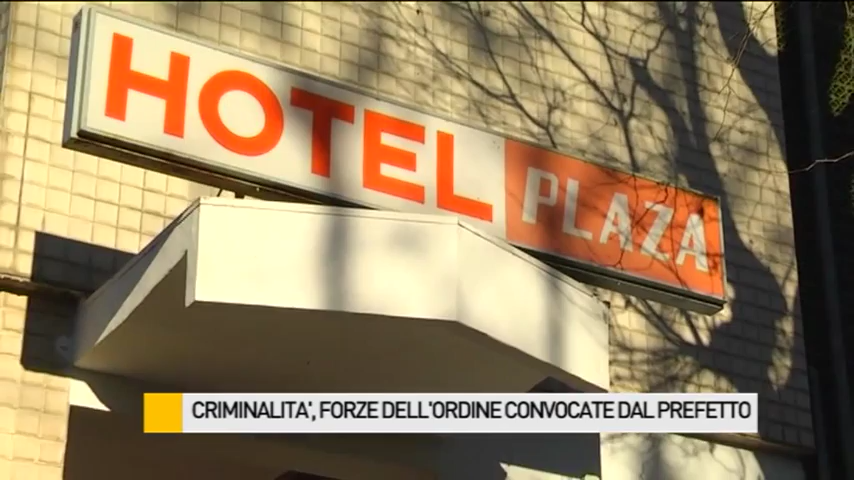 HOTEL PLAZA
CRIMINALITA', FORZE DELL'ORDINE CONVOCATE DAL PREFETTO